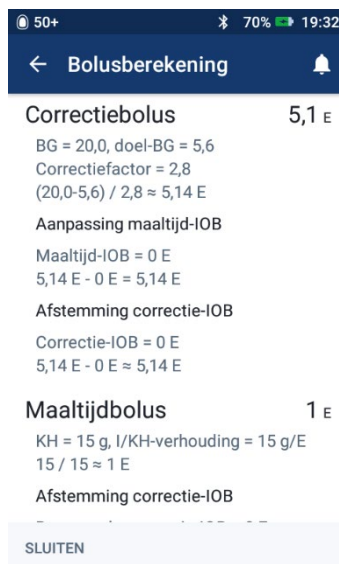 50+ 70% 19:32
Bolusberekening
Correctiebolus 5,1 E
BG = 20,0, doel-BG = 5,6
Correctiefactor = 2,8
(20,0-5,6) / 2,8 ≈ 5,14 E
Aanpassing maaltijd-IOB
Maaltijd-IOB = 0 E
5,14 E - 0 E = 5,14 E
Afstemming correctie-IOB
Correctie-IOB = 0 E
5,14 E - 0 E ≈ 5,14 E
Maaltijdbolus 1 E
KH = 15 g, I/KH-verhouding = 15 g/E
15 / 15 ≈ 1 E
Afstemming correctie-IOB
SLUITEN